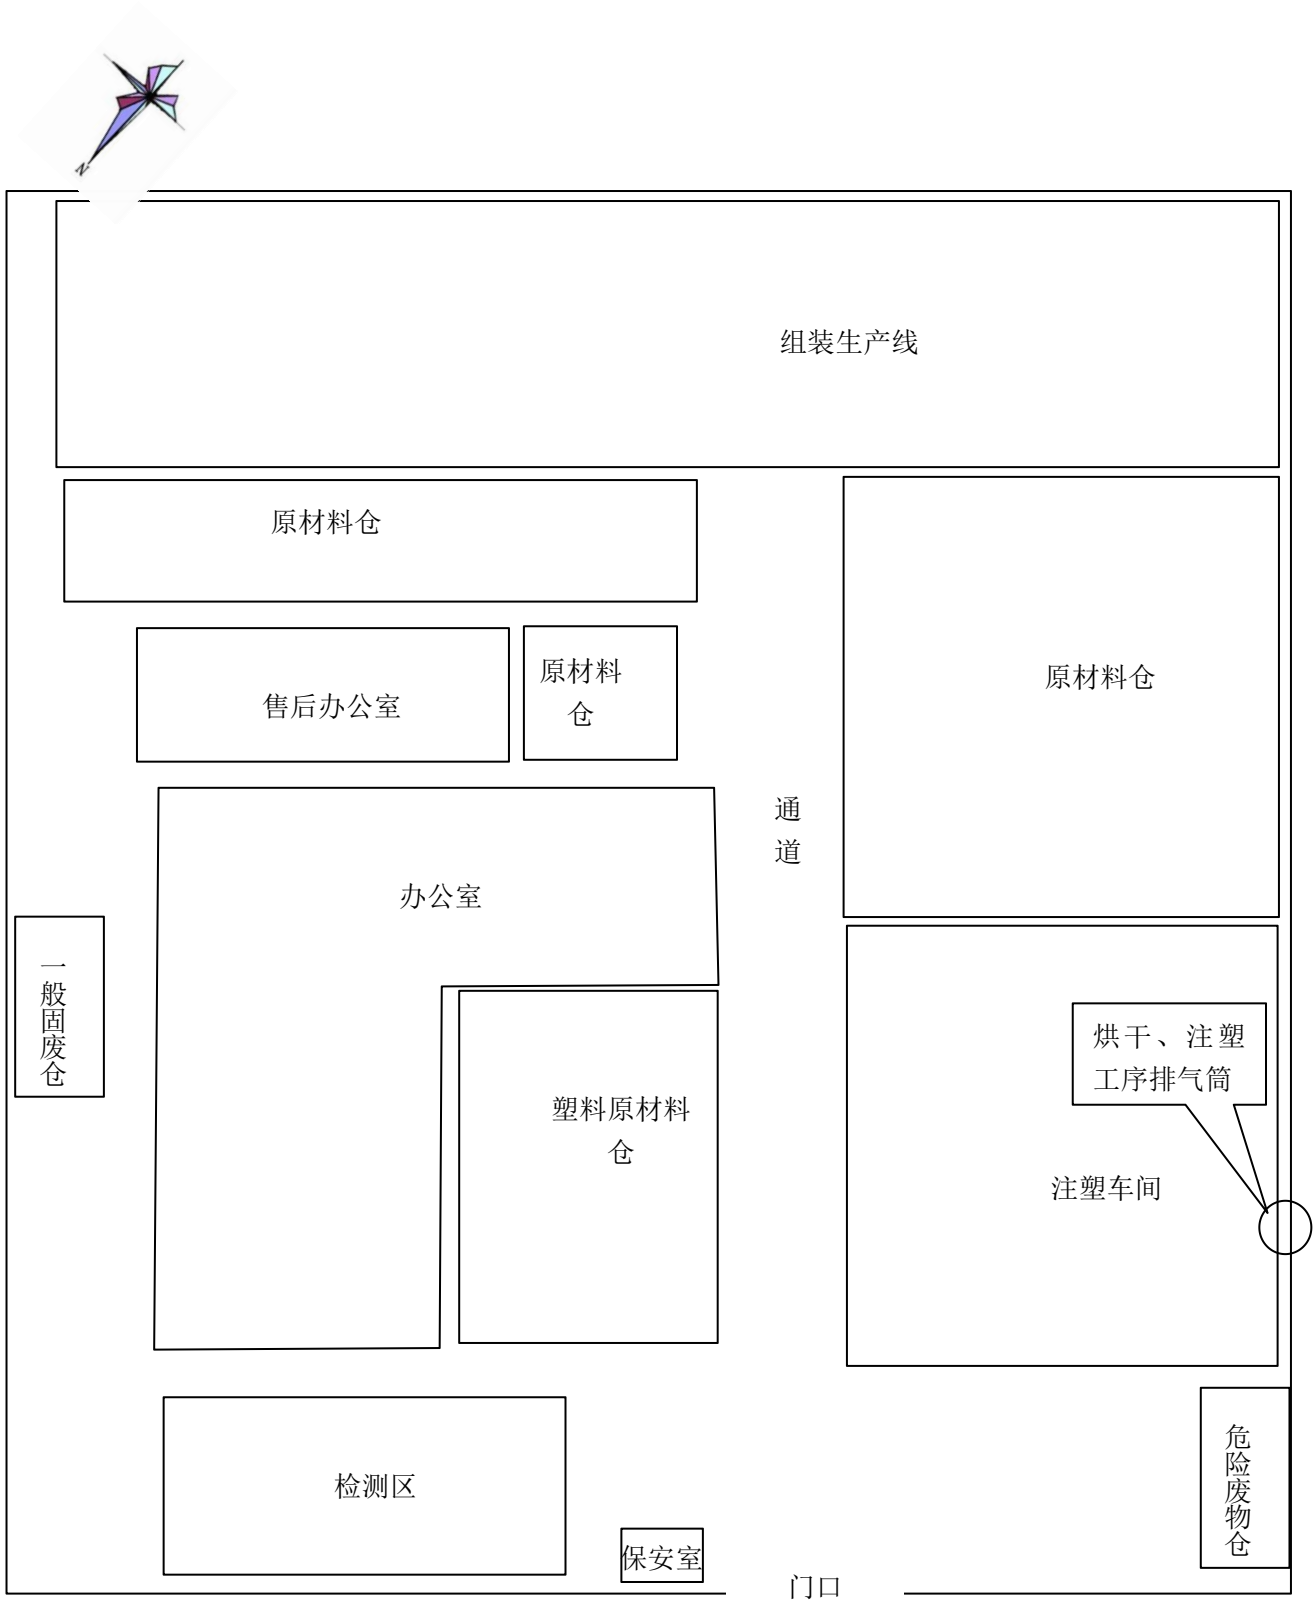 N
组装生产线
原材料仓
原材料
仓
售后办公室
原材料仓
通
道
办公室
一般固废仓
烘干、注塑
工序排气筒
塑料原材料
仓
注塑车间
危险废物仓
检测区
保安室
门口